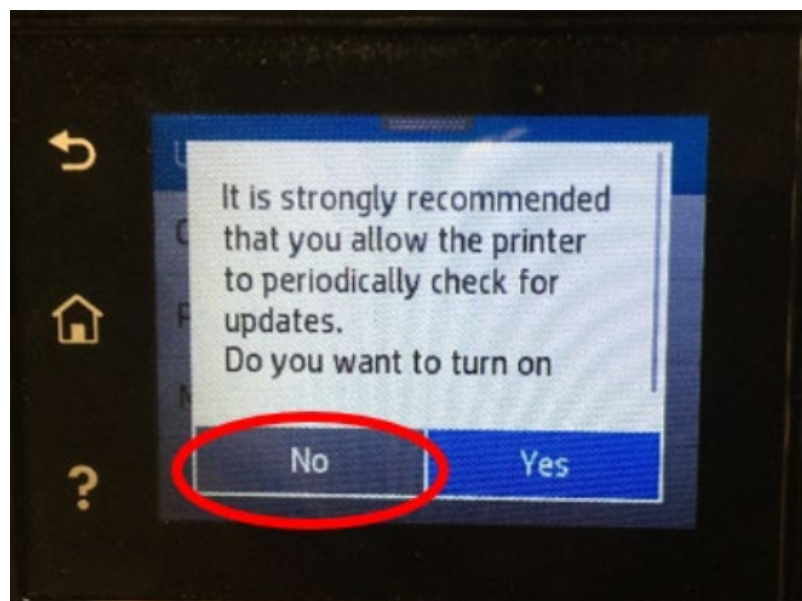 It is strongly recommended
that you allow the printer
to periodically check for
updates.
Do you want to turn on
No
Yes
?